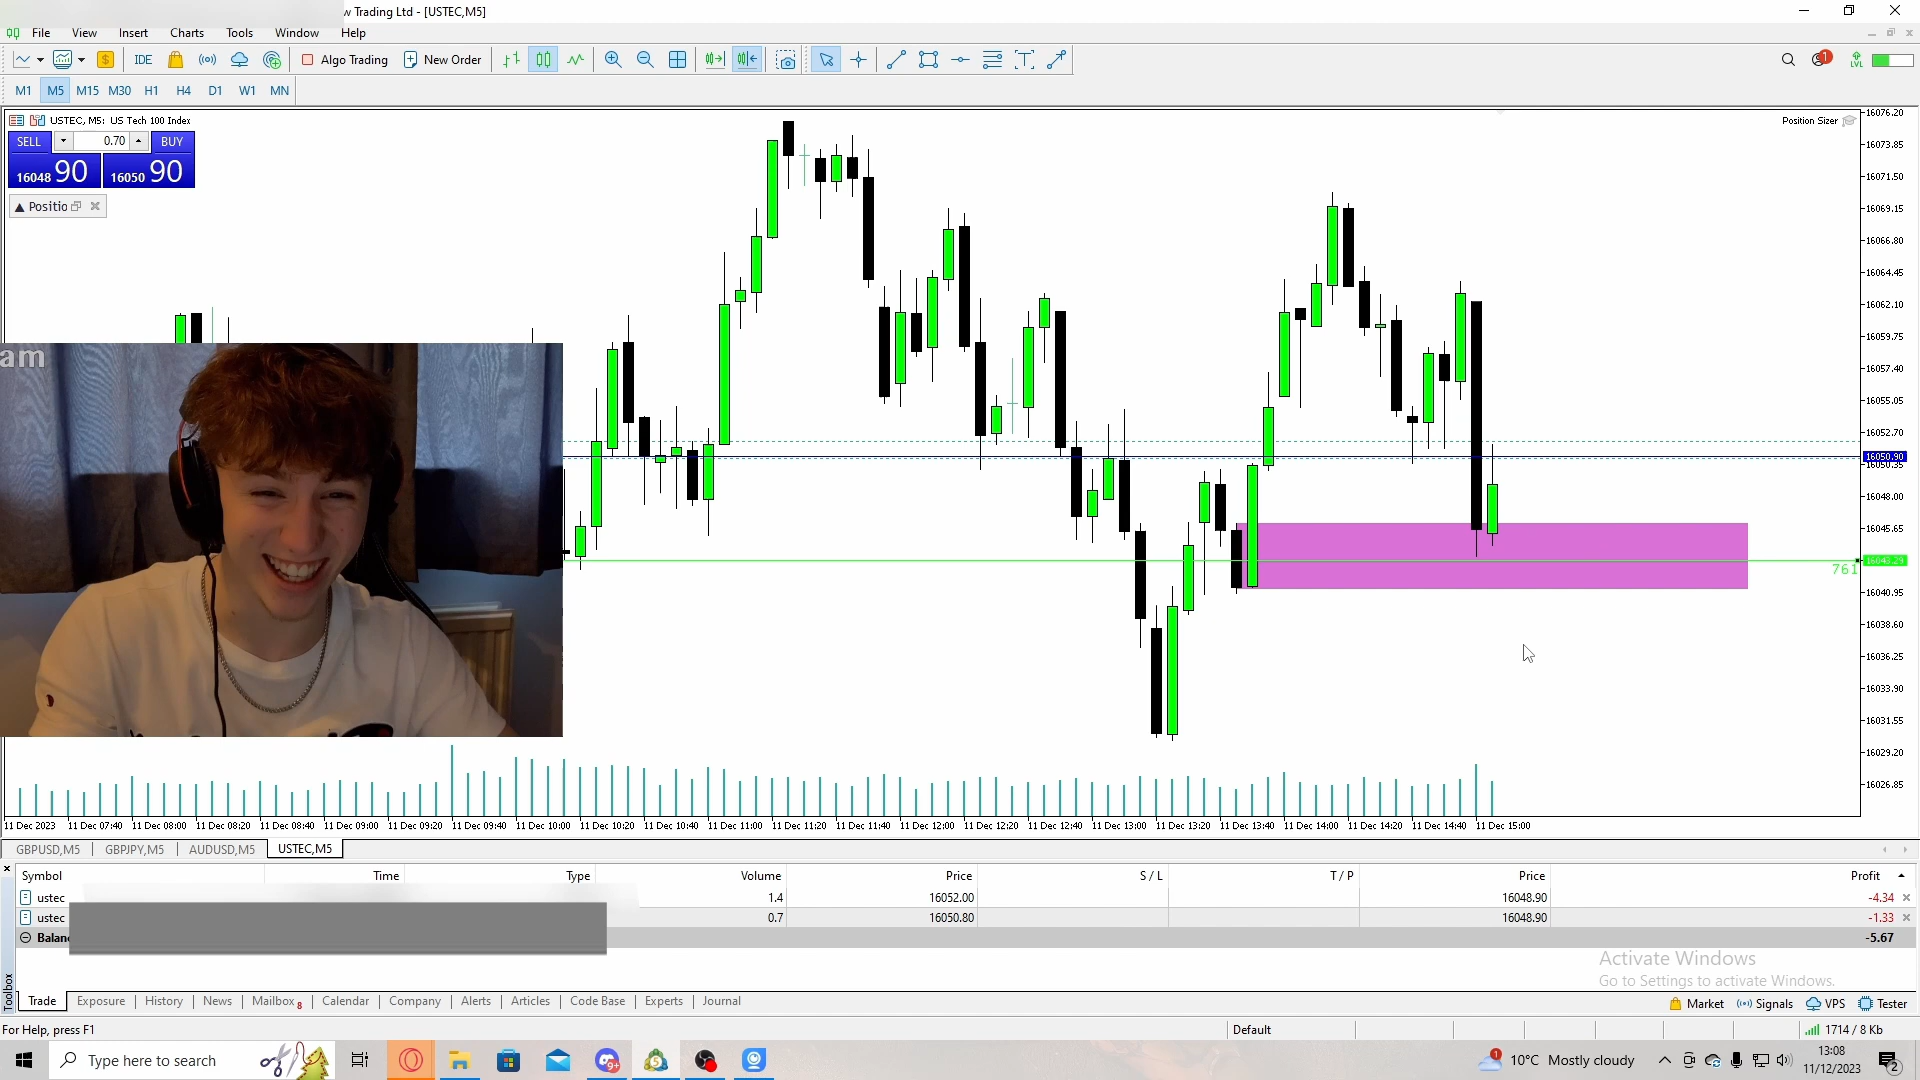 w Trading Ltd - [USTEC,M5]
File View Insert Charts Tools Window Help
IDE Algo Trading New Order 1 LVL
M1 M5 M15 M30 H1 H4 D1 W1 MN
USTEC, M5: US Tech 100 Index
Position Sizer
SELL 0.70 BUY
16048 90 16050 90
Positio
am
16076.20
16073.85
16071.50
16069.15
16066.80
16064.45
16062.10
16059.75
16057.40
16055.05
16052.70
16050.90
16050.35
16048.00
16045.65
16043.29
761
16040.95
16038.60
16036.25
16033.90
16031.55
16029.20
16026.85
11 Dec 2023 11 Dec 07:40 11 Dec 08:00 11 Dec 08:20 11 Dec 08:40 11 Dec 09:00 11 Dec 09:20 11 Dec 09:40 11 Dec 10:00 11 Dec 10:20 11 Dec 10:40 11 Dec 11:00 11 Dec 11:20 11 Dec 11:40 11 Dec 12:00 11 Dec 12:20 11 Dec 12:40 11 Dec 13:00 11 Dec 13:20 11 Dec 13:40 11 Dec 14:00 11 Dec 14:20 11 Dec 14:40 11 Dec 15:00
GBPUSD,M5 GBPJPY,M5 AUDUSD,M5 USTEC,M5
Symbol Time Type Volume Price S / L T / P Price Profit
ustec 1.4 16052.00 16048.90 -4.34
ustec 0.7 16050.80 16048.90 -1.33
Balan -5.67
Activate Windows
Go to Settings to activate Windows.
Toolbox
Trade Exposure History News Mailbox 8 Calendar Company Alerts Articles Code Base Experts Journal
Market Signals VPS Tester
For Help, press F1 Default 1714 / 8 Kb
Type here to search 9+ 1 10°C Mostly cloudy 13:08
11/12/2023 2